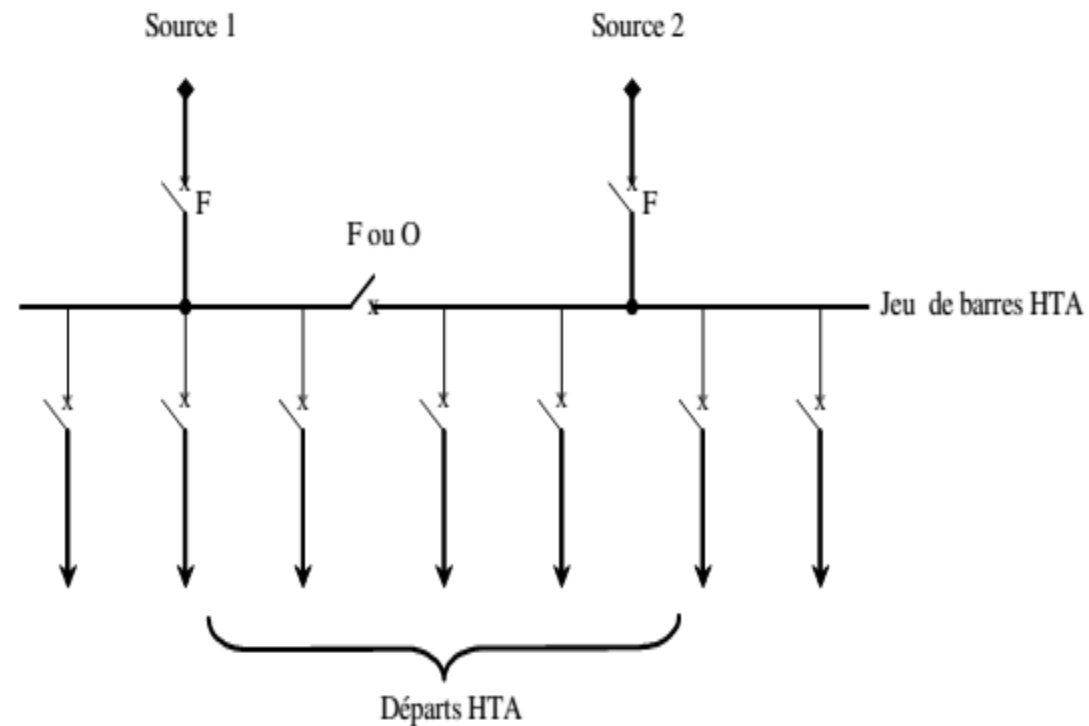 Source 1
Source 2
F
F
F ou O
Jeu de barres HTA
Départs HTA